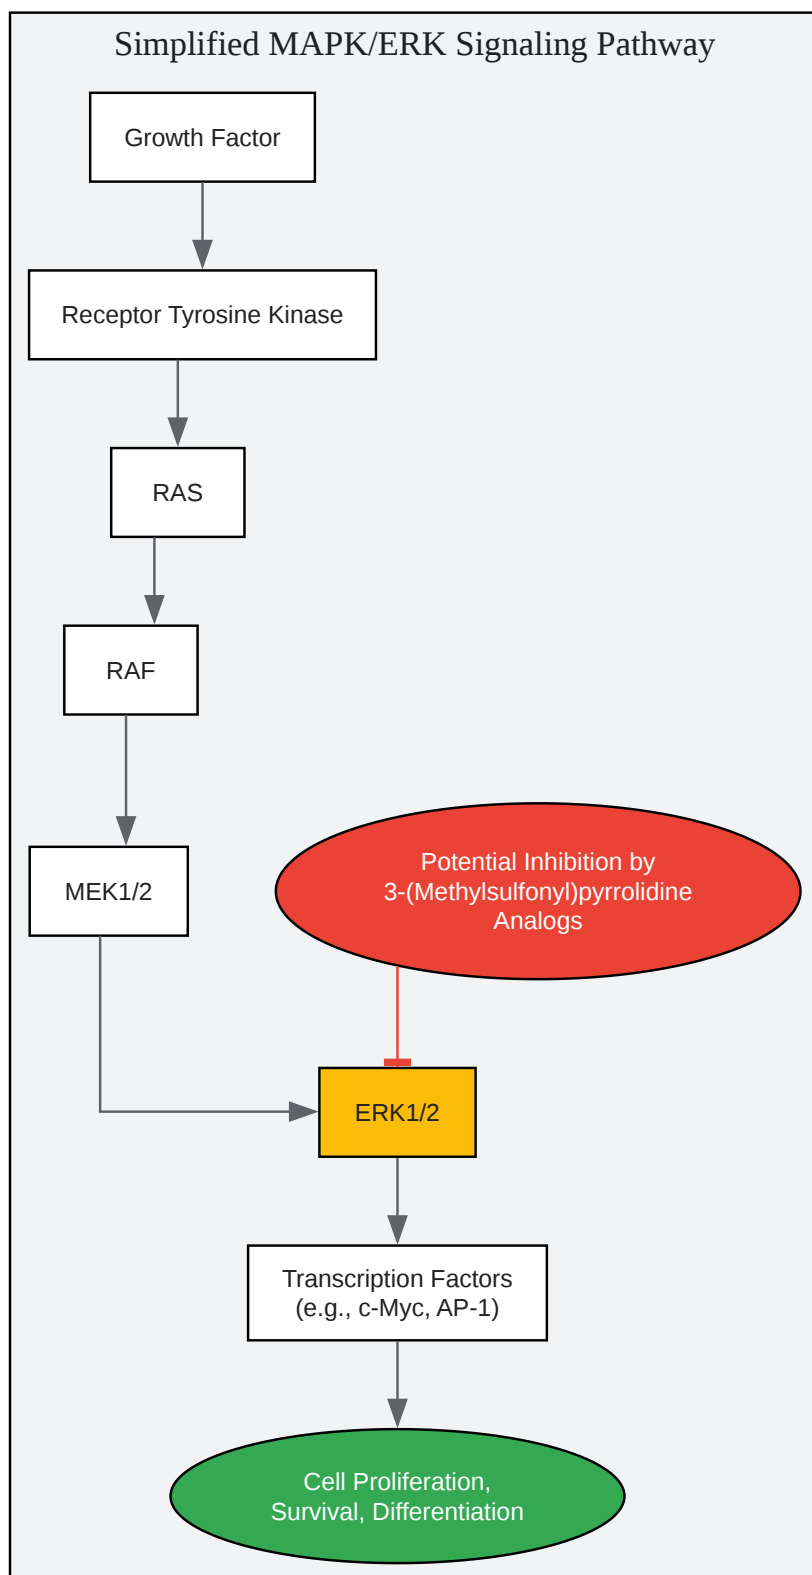 Simplified MAPK/ERK Signaling Pathway
Growth Factor
Receptor Tyrosine Kinase
RAS
RAF
MEK1/2
Potential Inhibition by
3-(Methylsulfonyl)pyrrolidine
Analogs
ERK1/2
Transcription Factors
(e.g., c-Myc, AP-1)
Cell Proliferation,
Survival, Differentiation